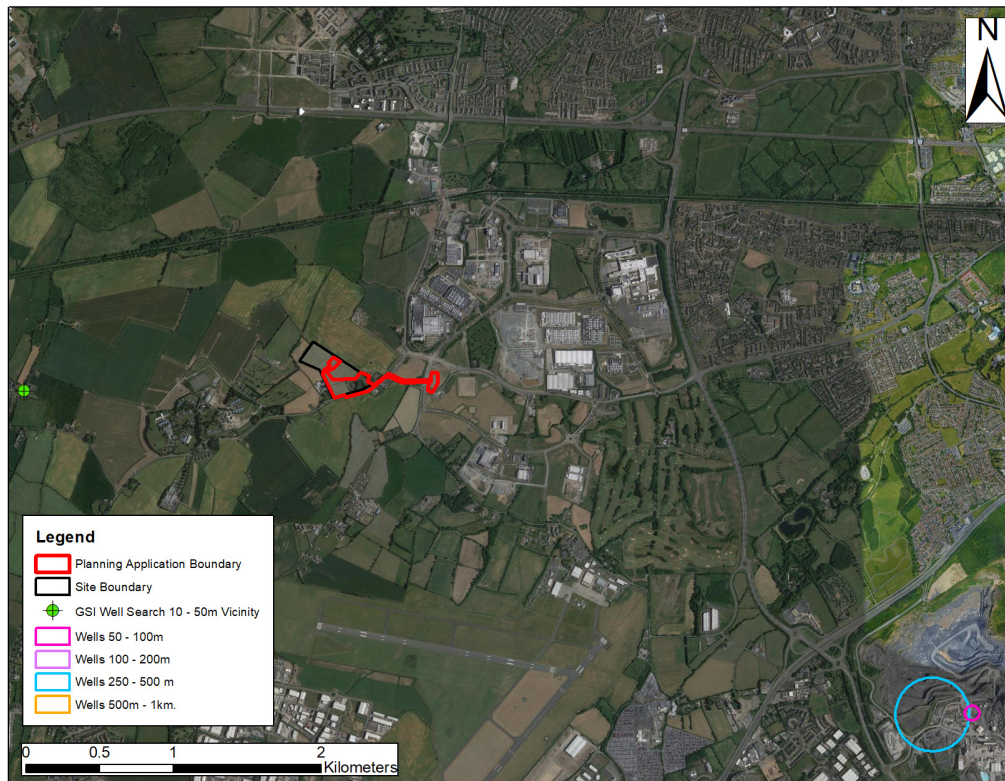 N
Legend
Planning Application Boundary
Site Boundary
GSI Well Search 10 - 50m Vicinity
Wells 50 - 100m
Wells 100 - 200m
Wells 250 - 500 m
Wells 500m - 1km.
0 0.5 1 2
Kilometers